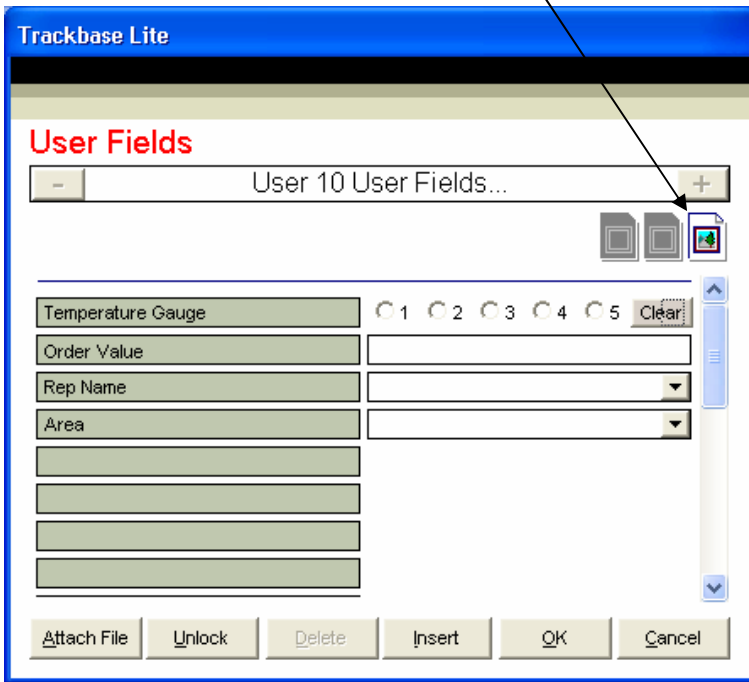 Trackbase Lite
User Fields
- User 10 User Fields... +
Temperature Gauge 1 2 3 4 5 Clear
Order Value
Rep Name
Area
Attach File Unlock Delete Insert OK Cancel